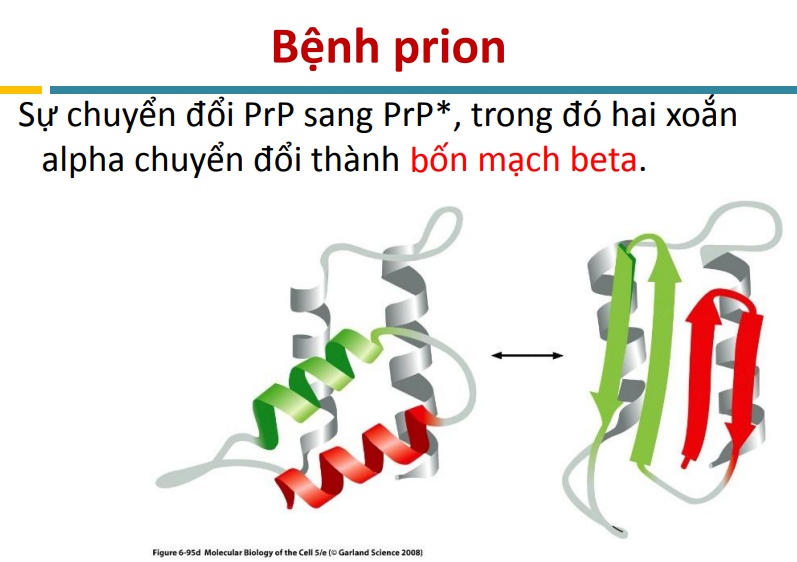 Bệnh prion
Sự chuyển đổi PrP sang PrP*, trong đó hai xoắn
alpha chuyển đổi thành bốn mạch beta.
Figure 6-95d Molecular Biology of the Cell 5/e (© Garland Science 2008)